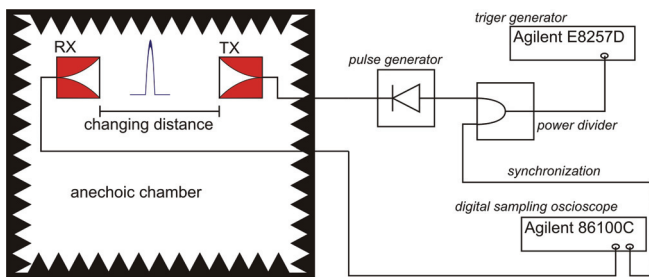 triger generator
Agilent E8257D
RX
TX
pulse generator
changing distance
power divider
synchronization
anechoic chamber
digital sampling oscioscope
Agilent 86100C